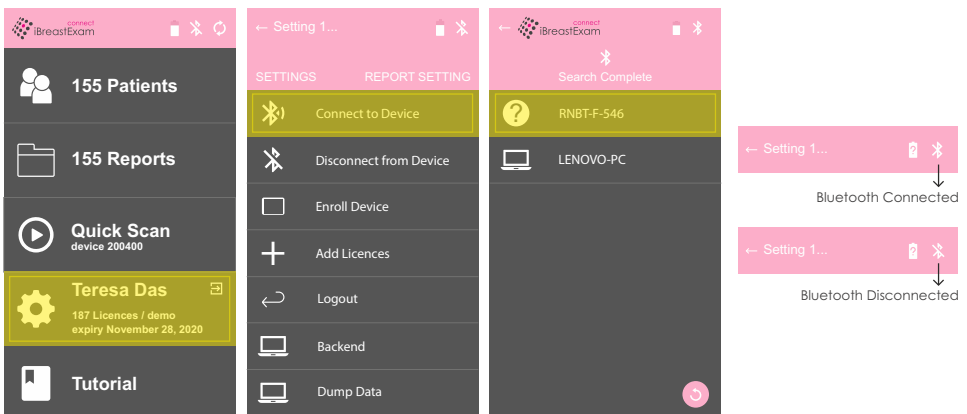 connect
iBreastExam
155 Patients
155 Reports
Quick Scan
device 200400
Teresa Das
187 Licences / demo
expiry November 28, 2020
Tutorial
← Setting 1...
SETTINGS REPORT SETTING
Connect to Device
Disconnect from Device
Enroll Device
Add Licences
Logout
Backend
Dump Data
← connect
iBreastExam
Search Complete
? RNBT-F-546
LENOVO-PC
← Setting 1... ?
Bluetooth Connected
← Setting 1... ?
Bluetooth Disconnected